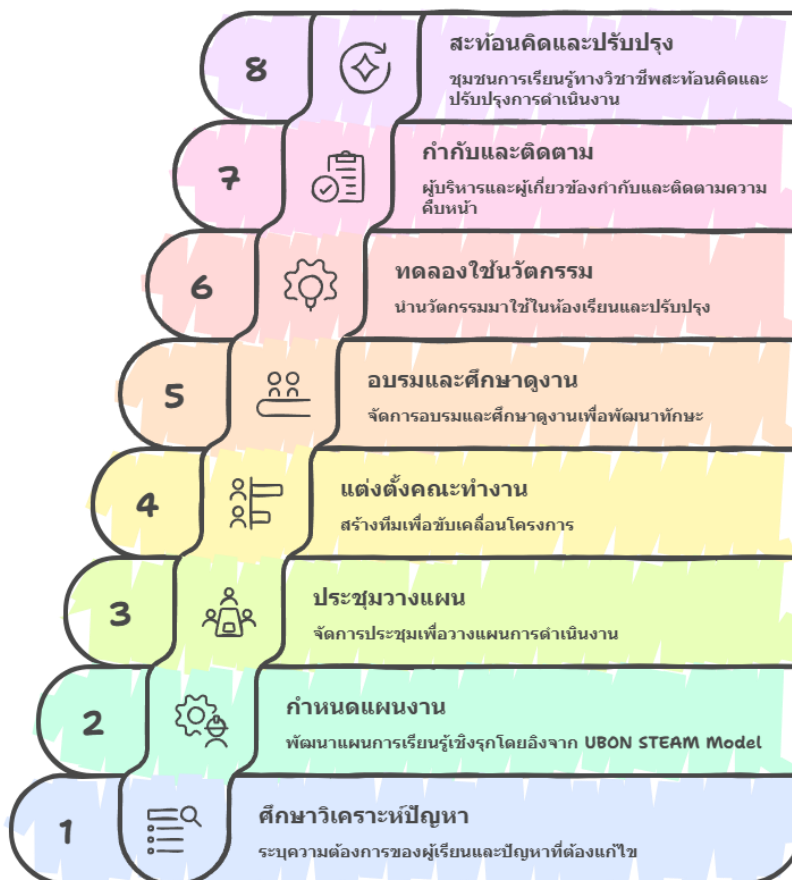 8
สะท้อนคิดและปรับปรุง
ชุมชนการเรียนรู้ทางวิชาชีพสะท้อนคิดและ
ปรับปรุงการดำเนินงาน
7
กำกับและติดตาม
ผู้บริหารและผู้เกี่ยวข้องกำกับและติดตามความ
คืบหน้า
6
ทดลองใช้นวัตกรรม
นำนวัตกรรมมาใช้ในห้องเรียนและปรับปรุง
5
อบรมและศึกษาดูงาน
จัดการอบรมและศึกษาดูงานเพื่อพัฒนาทักษะ
4
แต่งตั้งคณะทำงาน
สร้างทีมเพื่อขับเคลื่อนโครงการ
3
ประชุมวางแผน
จัดการประชุมเพื่อวางแผนการดำเนินงาน
2
กำหนดแผนงาน
พัฒนาแผนการเรียนรู้เชิงรุกโดยอิงจาก UBON STEAM Model
1
ศึกษาวิเคราะห์ปัญหา
ระบุความต้องการของผู้เรียนและปัญหาที่ต้องแก้ไข